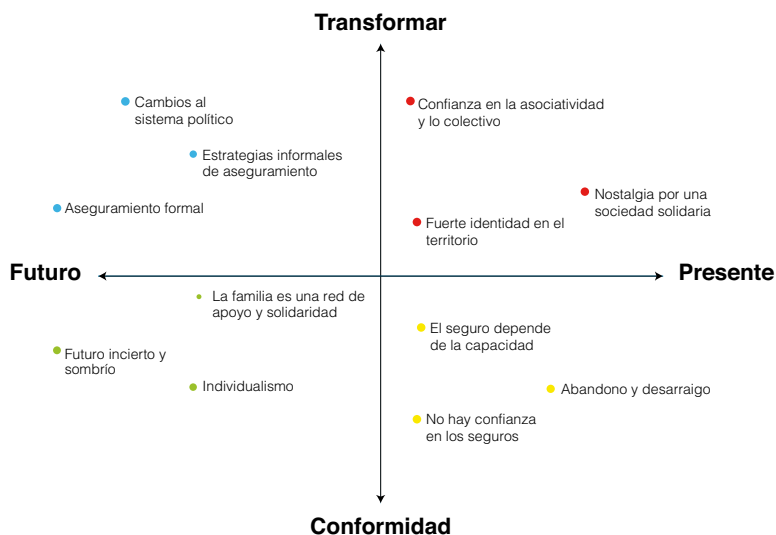 Transformar
Cambios al
sistema político
Confianza en la asociatividad
y lo colectivo
Estrategias informales
de aseguramiento
Aseguramiento formal
Nostalgia por una
sociedad solidaria
Fuerte identidad en el
territorio
Futuro
Presente
La familia es una red de
apoyo y solidaridad
El seguro depende
de la capacidad
Futuro incierto y
sombrío
Individualismo
Abandono y desarraigo
No hay confianza
en los seguros
Conformidad